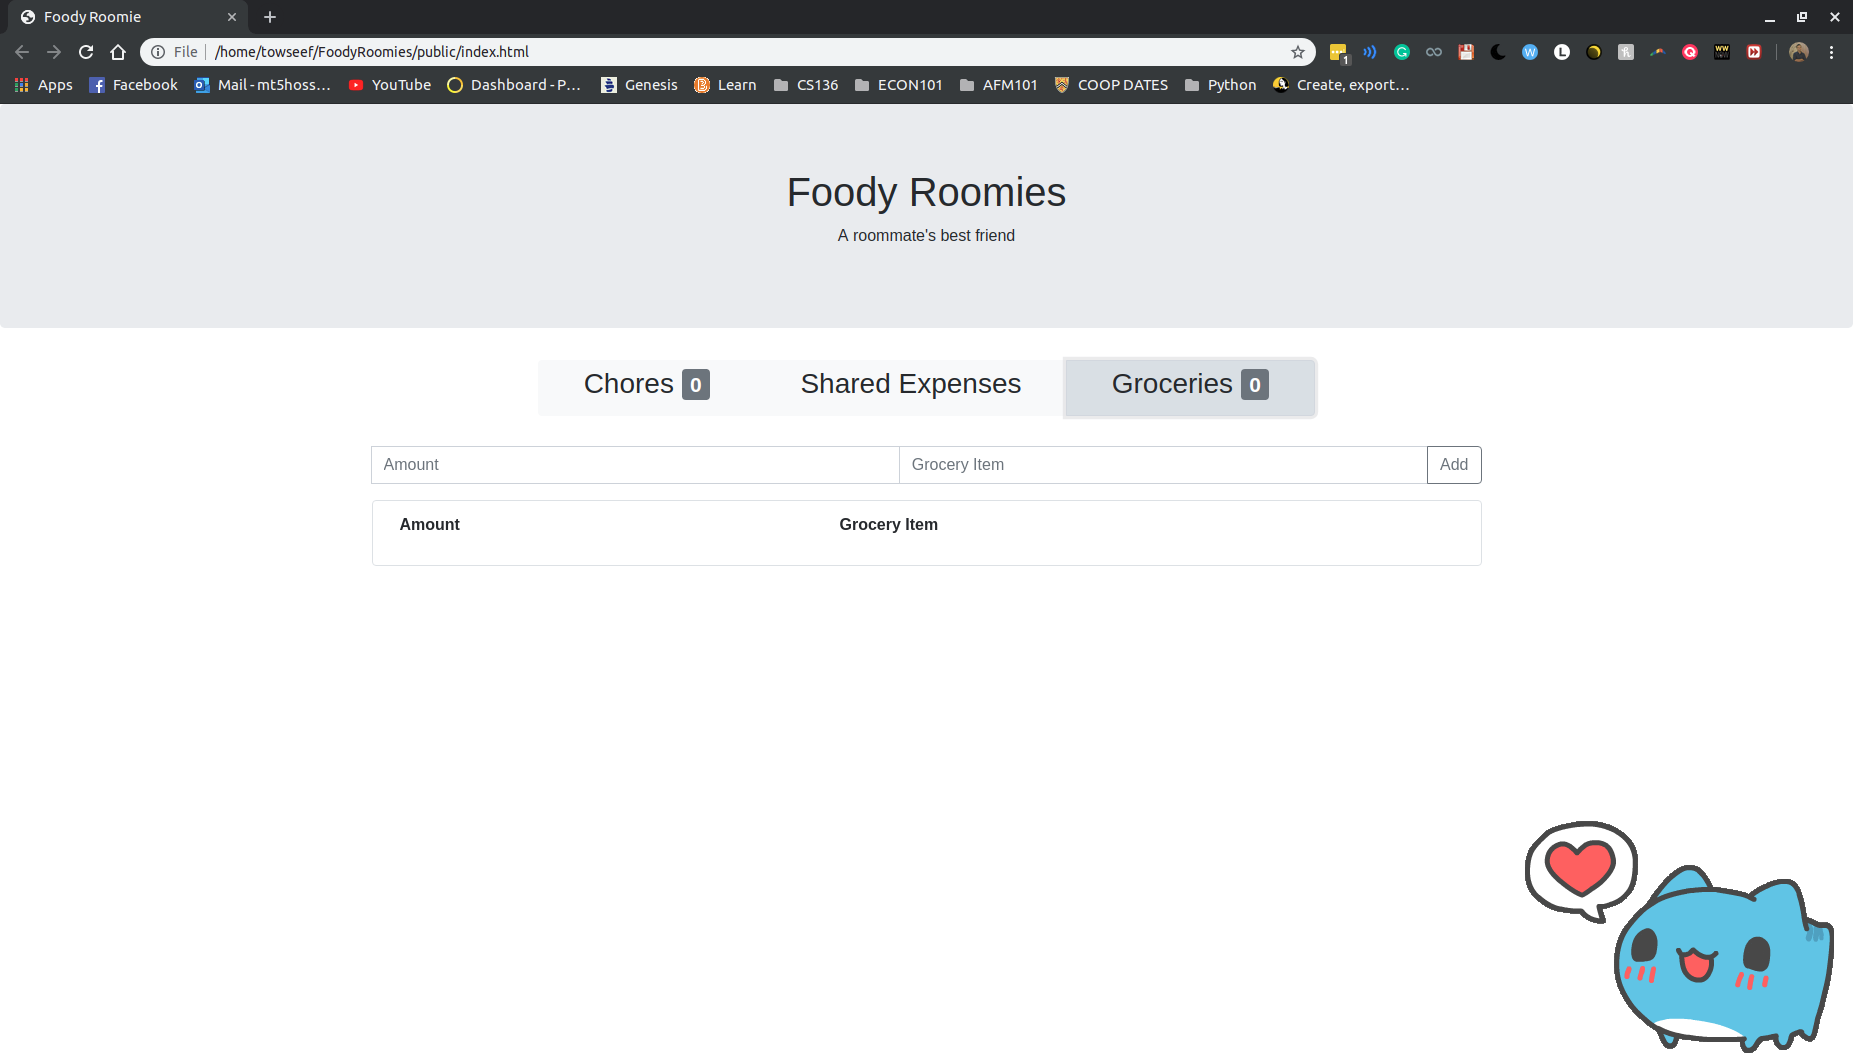 Foody Roomie
File /home/towseef/FoodyRoomies/public/index.html
1
Apps Facebook Mail - mt5hoss... YouTube Dashboard - P... Genesis Learn CS136 ECON101 AFM101 COOP DATES Python Create, export...
Foody Roomies
A roommate's best friend
Chores 0 Shared Expenses Groceries 0
Amount Grocery Item Add
Amount Grocery Item